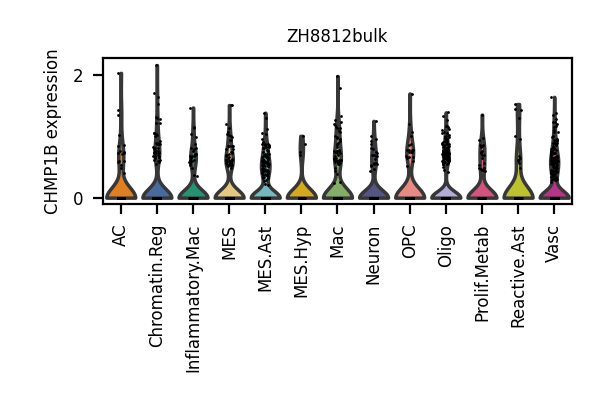 ZH8812bulk
CHMP1B expression
2
0
AC
Chromatin.Reg
Inflammatory.Mac
MES
MES.Ast
MES.Hyp
Mac
Neuron
OPC
Oligo
Prolif.Metab
Reactive.Ast
Vasc